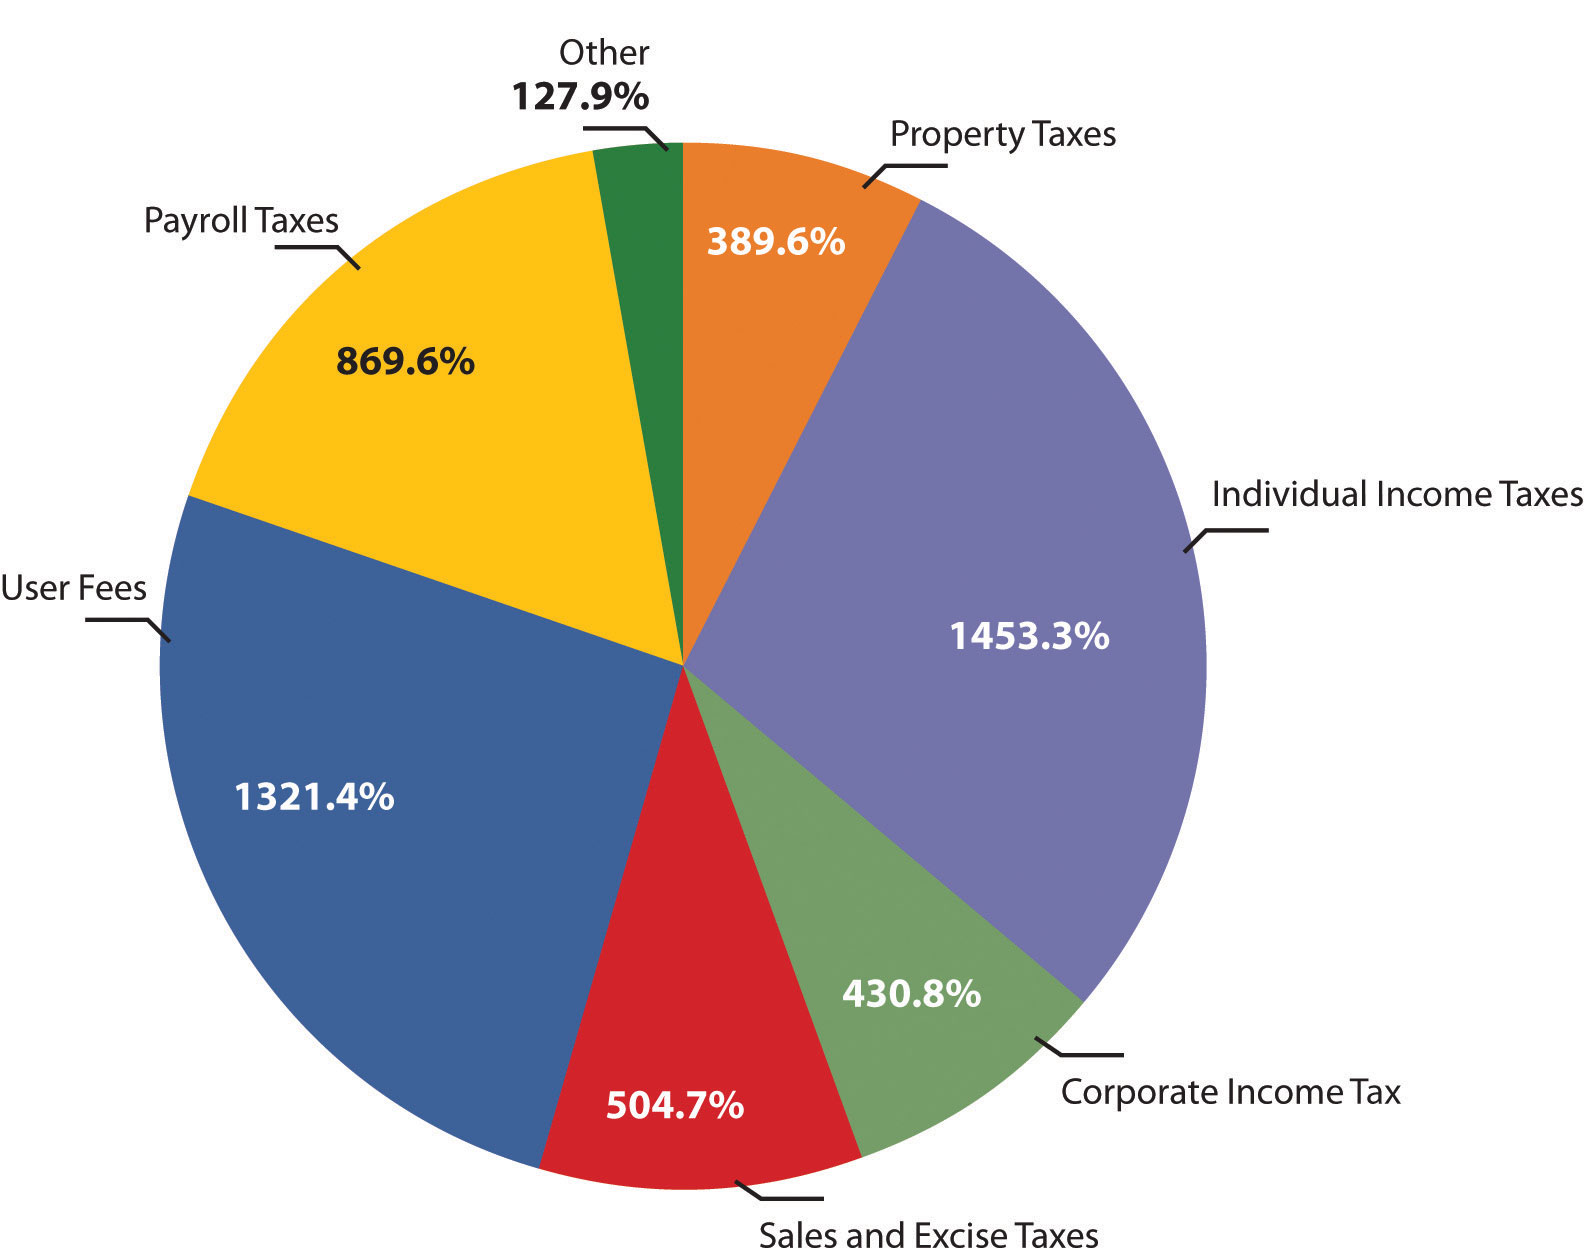 Other
127.9%
Property Taxes
389.6%
Payroll Taxes
869.6%
Individual Income Taxes
1453.3%
User Fees
1321.4%
430.8%
Corporate Income Tax
504.7%
Sales and Excise Taxes